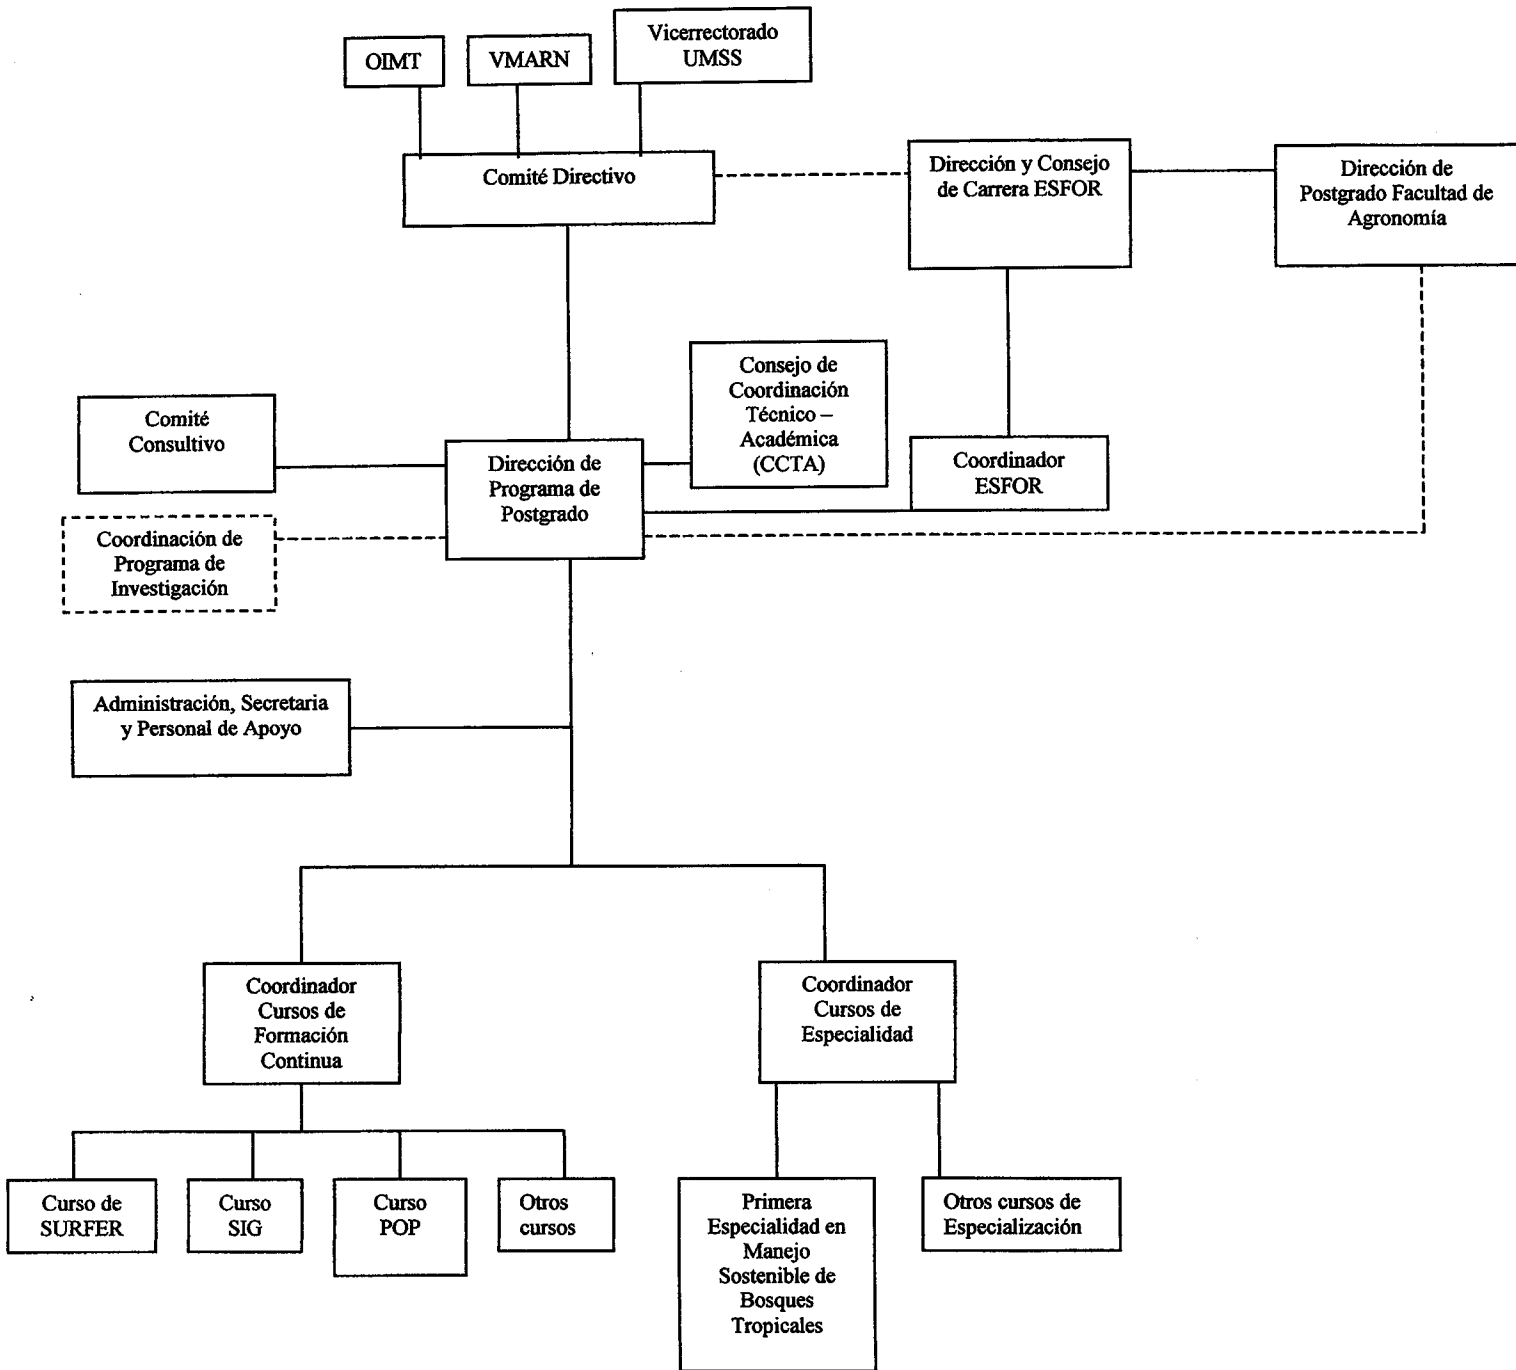 OIMT
VMARN
Vicerrectorado
UMSS
Comité Directivo
Dirección y Consejo
de Carrera ESFOR
Dirección de
Postgrado Facultad de
Agronomía
Consejo de
Coordinación
Técnico –
Académica
(CCTA)
Comité
Consultivo
Dirección de
Programa de
Postgrado
Coordinador
ESFOR
Coordinación de
Programa de
Investigación
Administración, Secretaria
y Personal de Apoyo
Coordinador
Cursos de
Formación
Continua
Coordinador
Cursos de
Especialidad
Curso de
SURFER
Curso
SIG
Curso
POP
Otros
cursos
Primera
Especialidad en
Manejo
Sostenible de
Bosques
Tropicales
Otros cursos de
Especialización